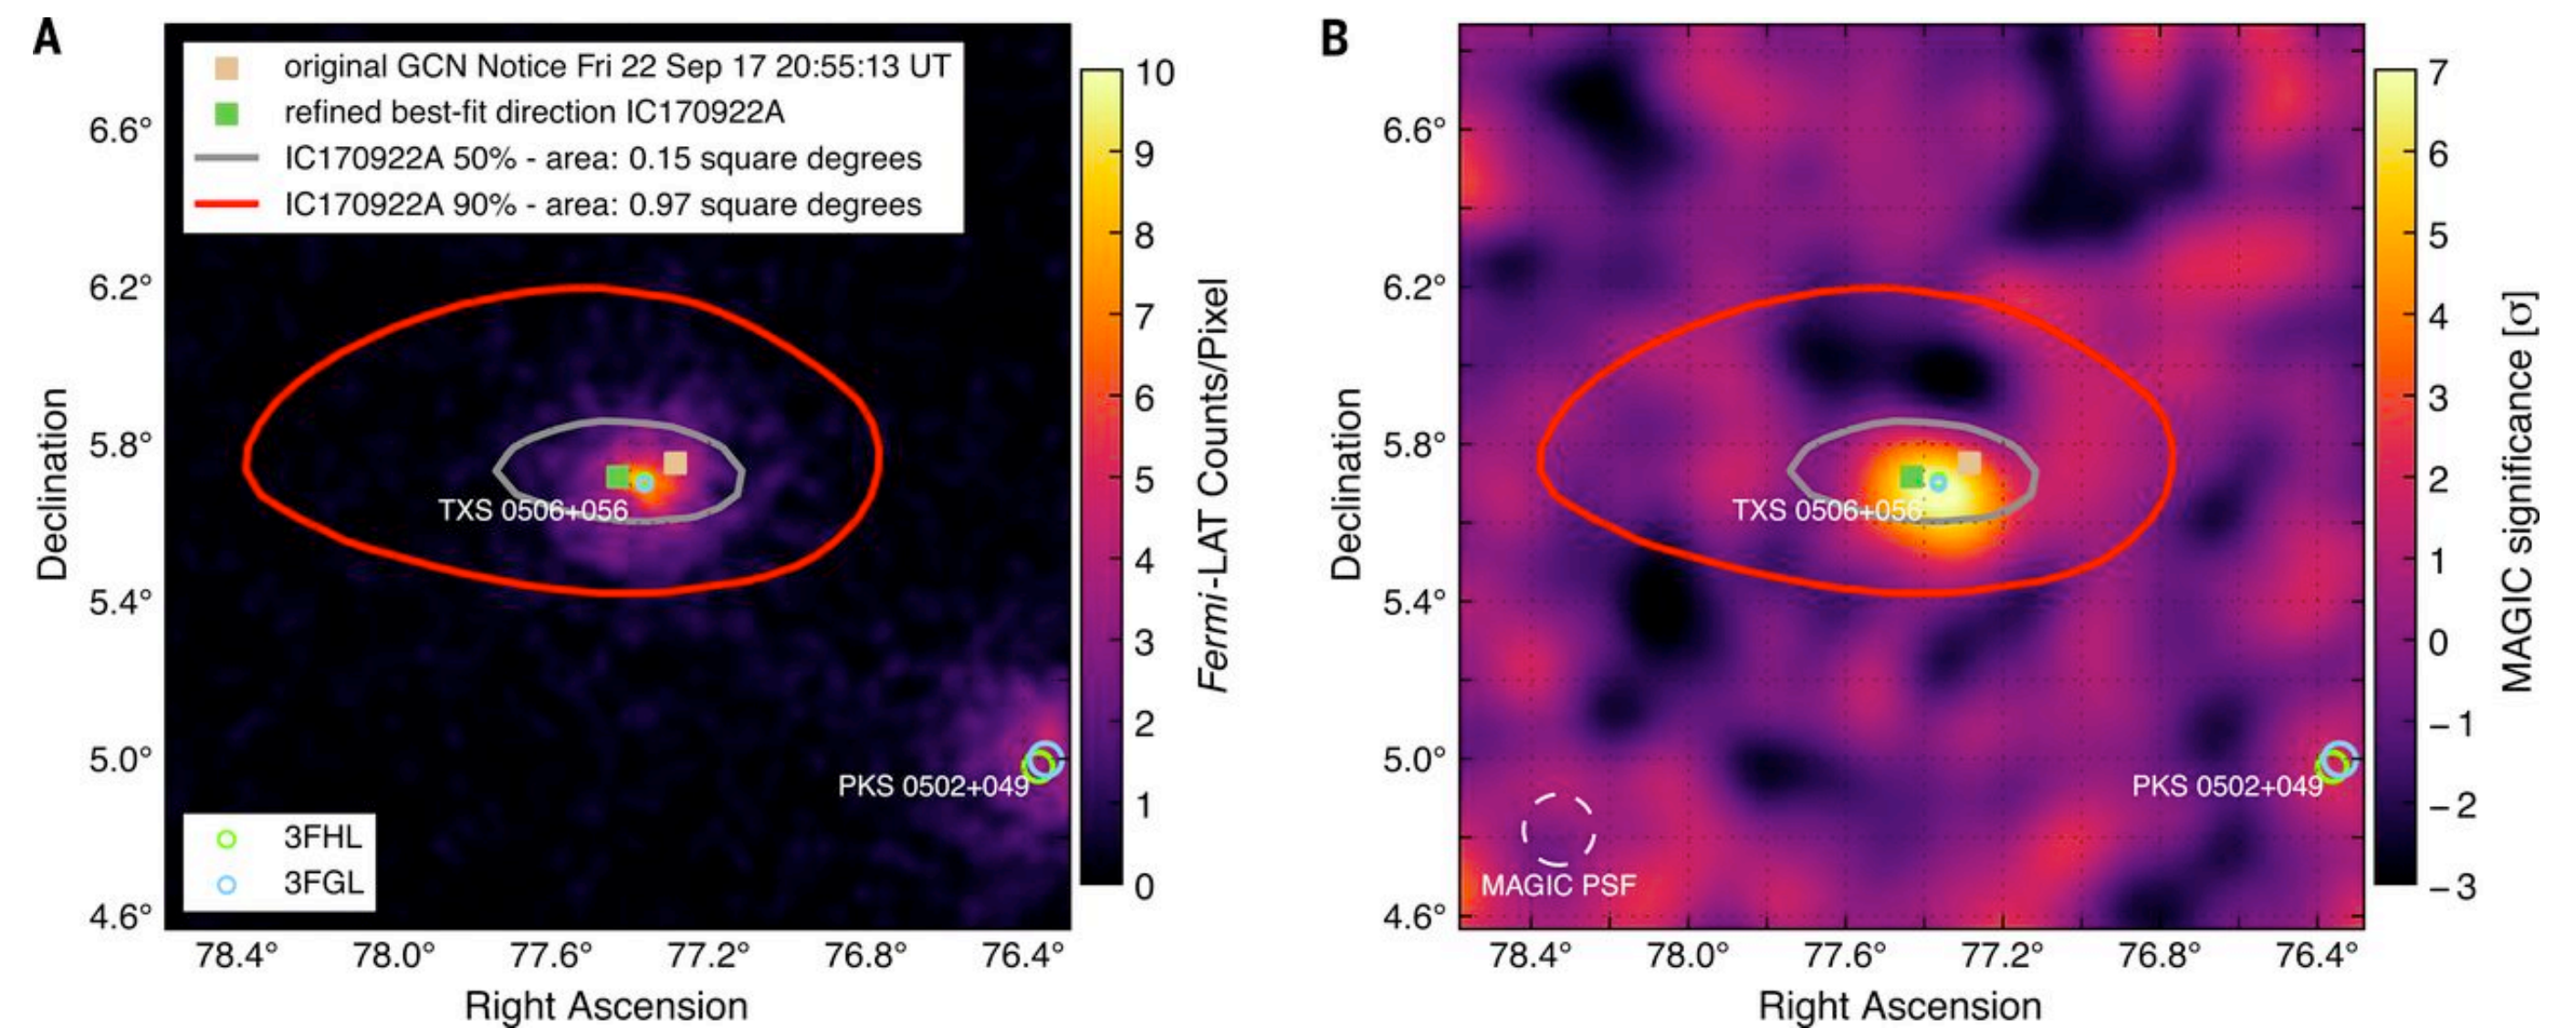 A
original GCN Notice Fri 22 Sep 17 20:55:13 UT
refined best-fit direction IC170922A
IC170922A 50% - area: 0.15 square degrees
IC170922A 90% - area: 0.97 square degrees
6.6°
6.2°
5.8°
5.4°
5.0°
4.6°
Declination
TXS 0506+056
PKS 0502+049
3FHL
3FGL
78.4°
78.0°
77.6°
77.2°
76.8°
76.4°
Right Ascension
10
9
8
7
6
5
4
3
2
1
0
Fermi-LAT Counts/Pixel
B
6.6°
6.2°
5.8°
5.4°
5.0°
4.6°
Declination
TXS 0506+056
PKS 0502+049
MAGIC PSF
78.4°
78.0°
77.6°
77.2°
76.8°
76.4°
Right Ascension
7
6
5
4
3
2
1
0
−1
−2
−3
MAGIC significance [σ]